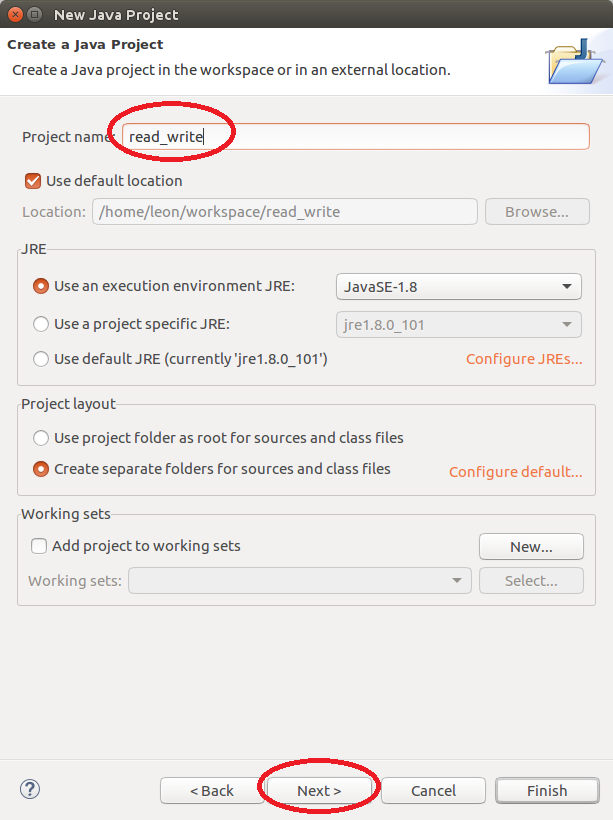 New Java Project
Create a Java Project
Create a Java project in the workspace or in an external location.
Project name: read_write
Use default location
Location: /home/leon/workspace/read_write Browse...
JRE
Use an execution environment JRE: JavaSE-1.8
Use a project specific JRE: jre1.8.0_101
Use default JRE (currently 'jre1.8.0_101') Configure JREs...
Project layout
Use project folder as root for sources and class files
Create separate folders for sources and class files Configure default...
Working sets
Add project to working sets New...
Working sets: Select...
? < Back Next > Cancel Finish